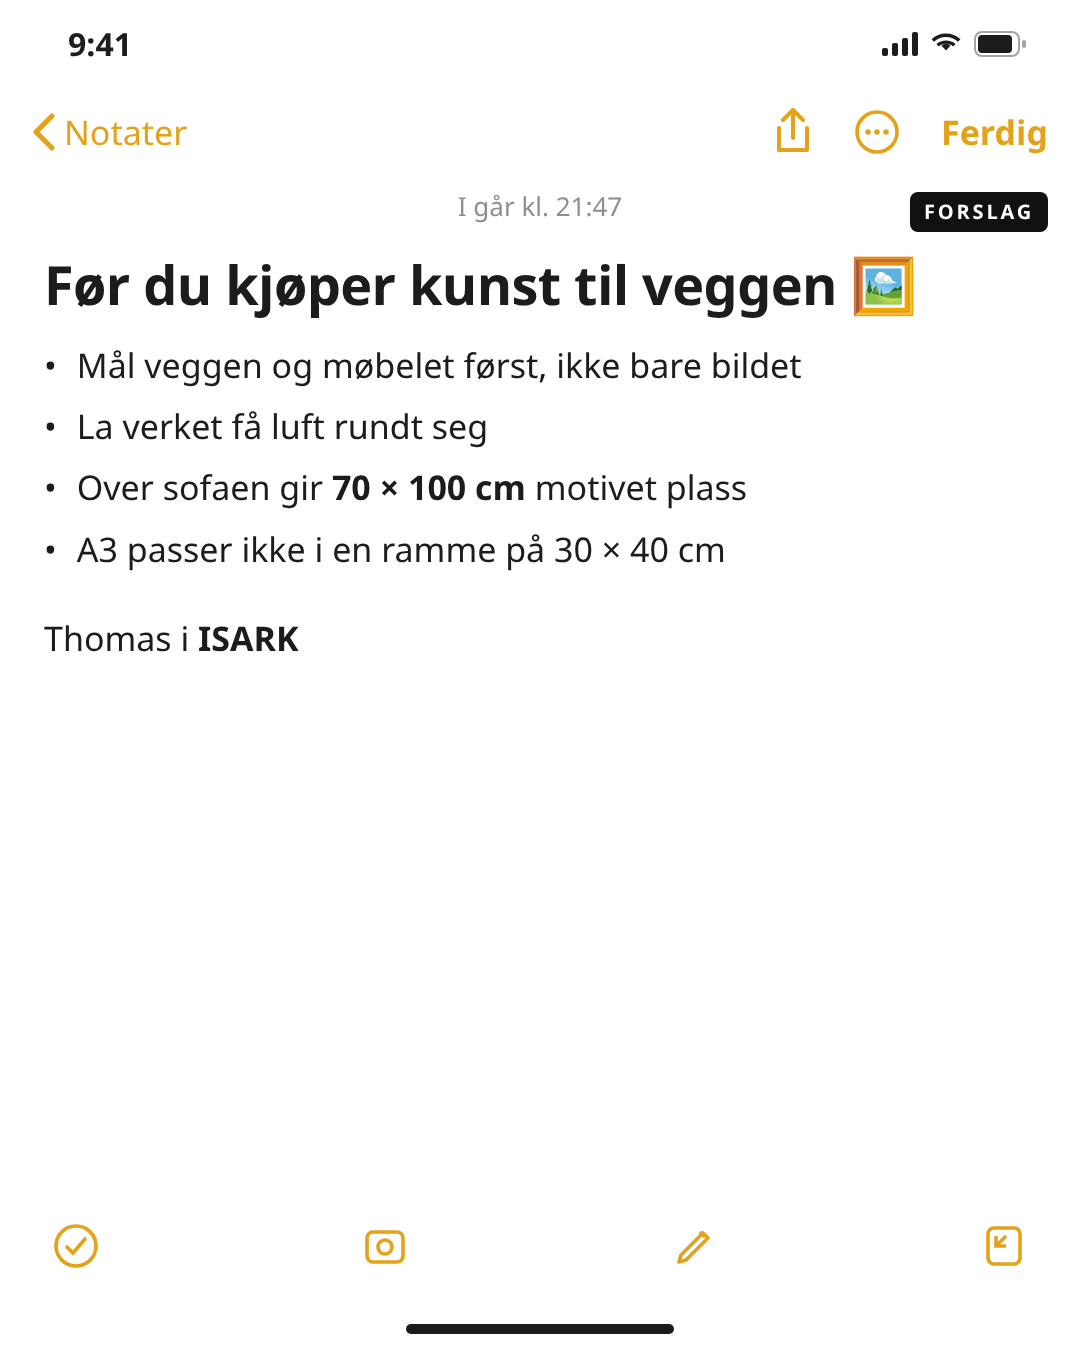 9:41
Notater
Ferdig
I går kl. 21:47
FORSLAG
Før du kjøper kunst til veggen 🖼️
• Mål veggen og møbelet først, ikke bare bildet
• La verket få luft rundt seg
• Over sofaen gir 70 × 100 cm motivet plass
• A3 passer ikke i en ramme på 30 × 40 cm
Thomas i ISARK